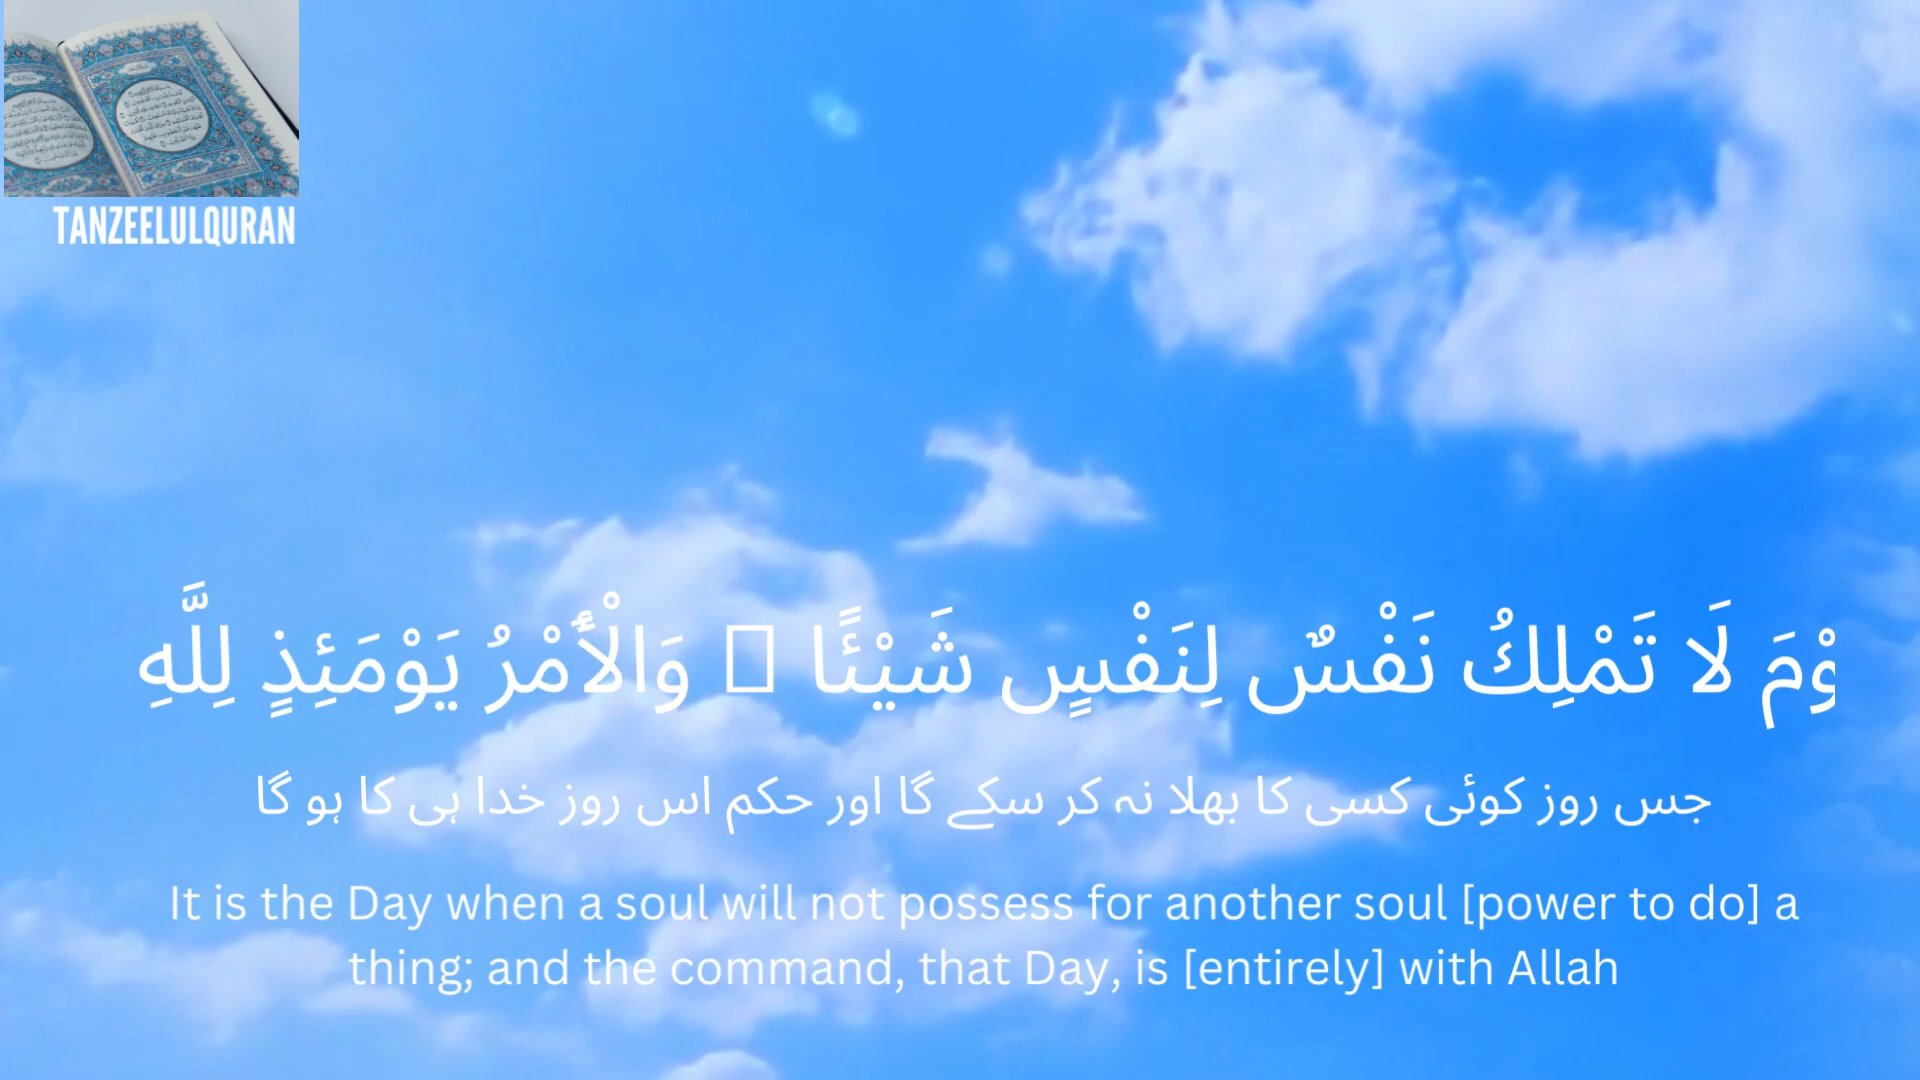 TANZEELULQURAN
وْمَ لَا تَمْلِكُ نَفْسٌ لِنَفْسٍ شَيْئًا ۖ وَالْأَمْرُ يَوْمَئِذٍ لِلَّهِ
جس روز کوئی کسی کا بھلا نہ کر سکے گا اور حکم اس روز خدا ہی کا ہو گا
It is the Day when a soul will not possess for another soul [power to do] a
thing; and the command, that Day, is [entirely] with Allah